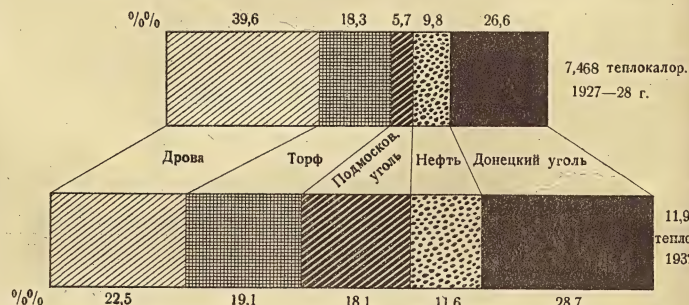 %% 39,6 18,3 5,7 9,8 26,6
7,468 теплокалор.
1927—28 г.
Дрова Торф Подмосков. уголь Нефть Донецкий уголь
11,9
тепло
193
%% 22,5 19,1 18,1 11,6 28,7